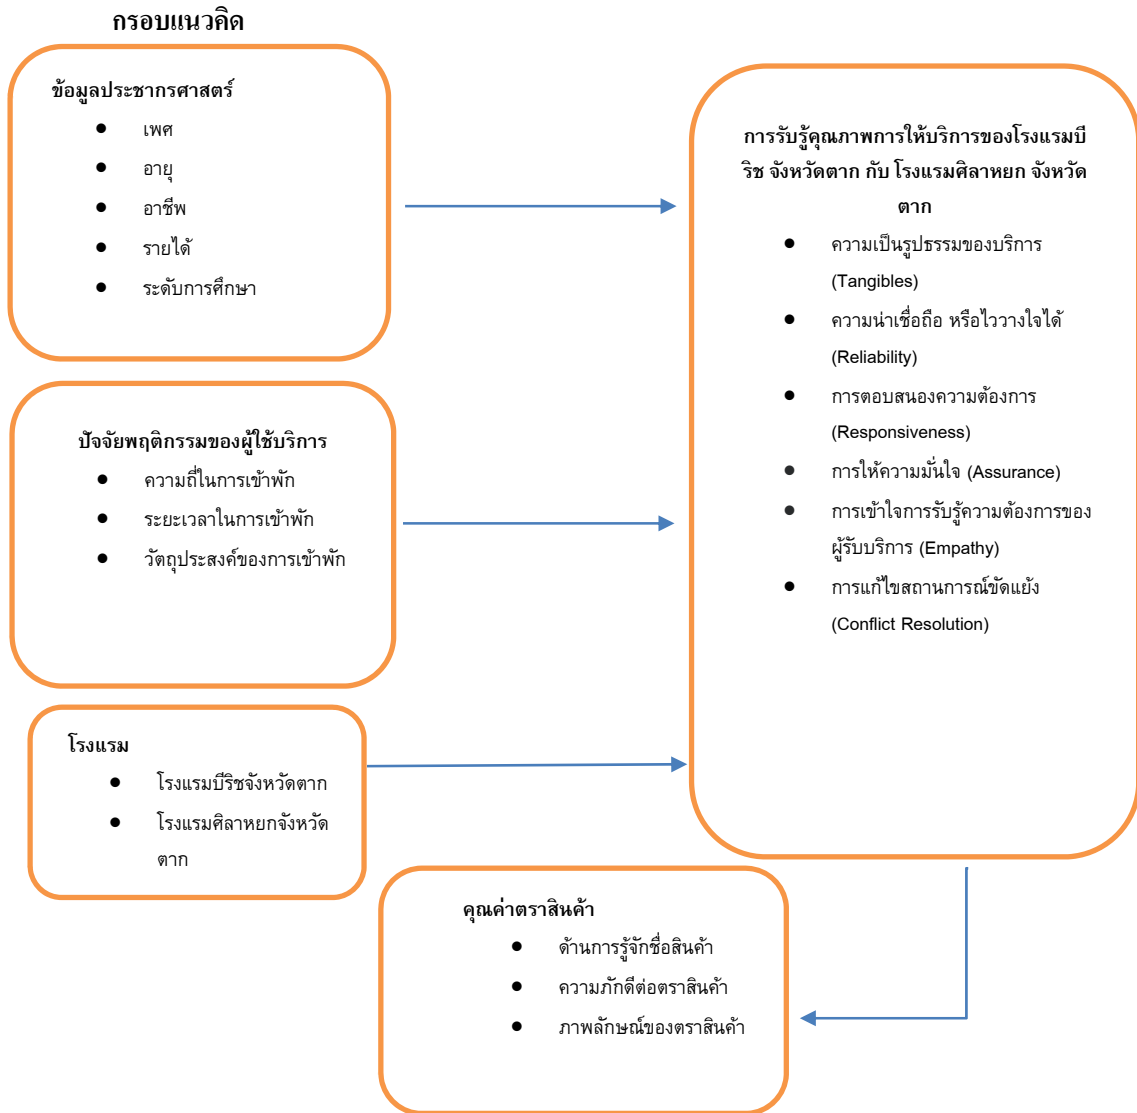 กรอบแนวคิด
ข้อมูลประชากรศาสตร์
● เพศ
● อายุ
● อาชีพ
● รายได้
● ระดับการศึกษา
ปัจจัยพฤติกรรมของผู้ใช้บริการ
● ความถี่ในการเข้าพัก
● ระยะเวลาในการเข้าพัก
● วัตถุประสงค์ของการเข้าพัก
โรงแรม
● โรงแรมบีริชจังหวัดตาก
● โรงแรมศิลาหยกจังหวัด
ตาก
การรับรู้คุณภาพการให้บริการของโรงแรมบี
ริช จังหวัดตาก กับ โรงแรมศิลาหยก จังหวัด
ตาก
● ความเป็นรูปธรรมของบริการ
(Tangibles)
● ความน่าเชื่อถือ หรือไววางใจได้
(Reliability)
● การตอบสนองความต้องการ
(Responsiveness)
● การให้ความมั่นใจ (Assurance)
● การเข้าใจการรับรู้ความต้องการของ
ผู้รับบริการ (Empathy)
● การแก้ไขสถานการณ์ขัดแย้ง
(Conflict Resolution)
คุณค่าตราสินค้า
● ด้านการรู้จักชื่อสินค้า
● ความภักดีต่อตราสินค้า
● ภาพลักษณ์ของตราสินค้า